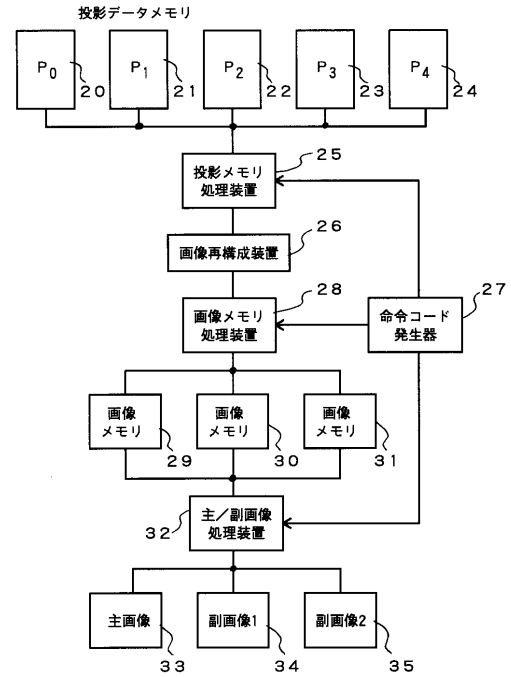 投影データメモリ
P0 P1 P2 P3 P4
20 21 22 23 24
投影メモリ
処理装置
25
画像再構成装置
26
画像メモリ
処理装置
28
命令コード
発生器
27
画像
メモリ
29
画像
メモリ
30
画像
メモリ
31
主／副画像
処理装置
32
主画像 副画像1 副画像2
33 34 35